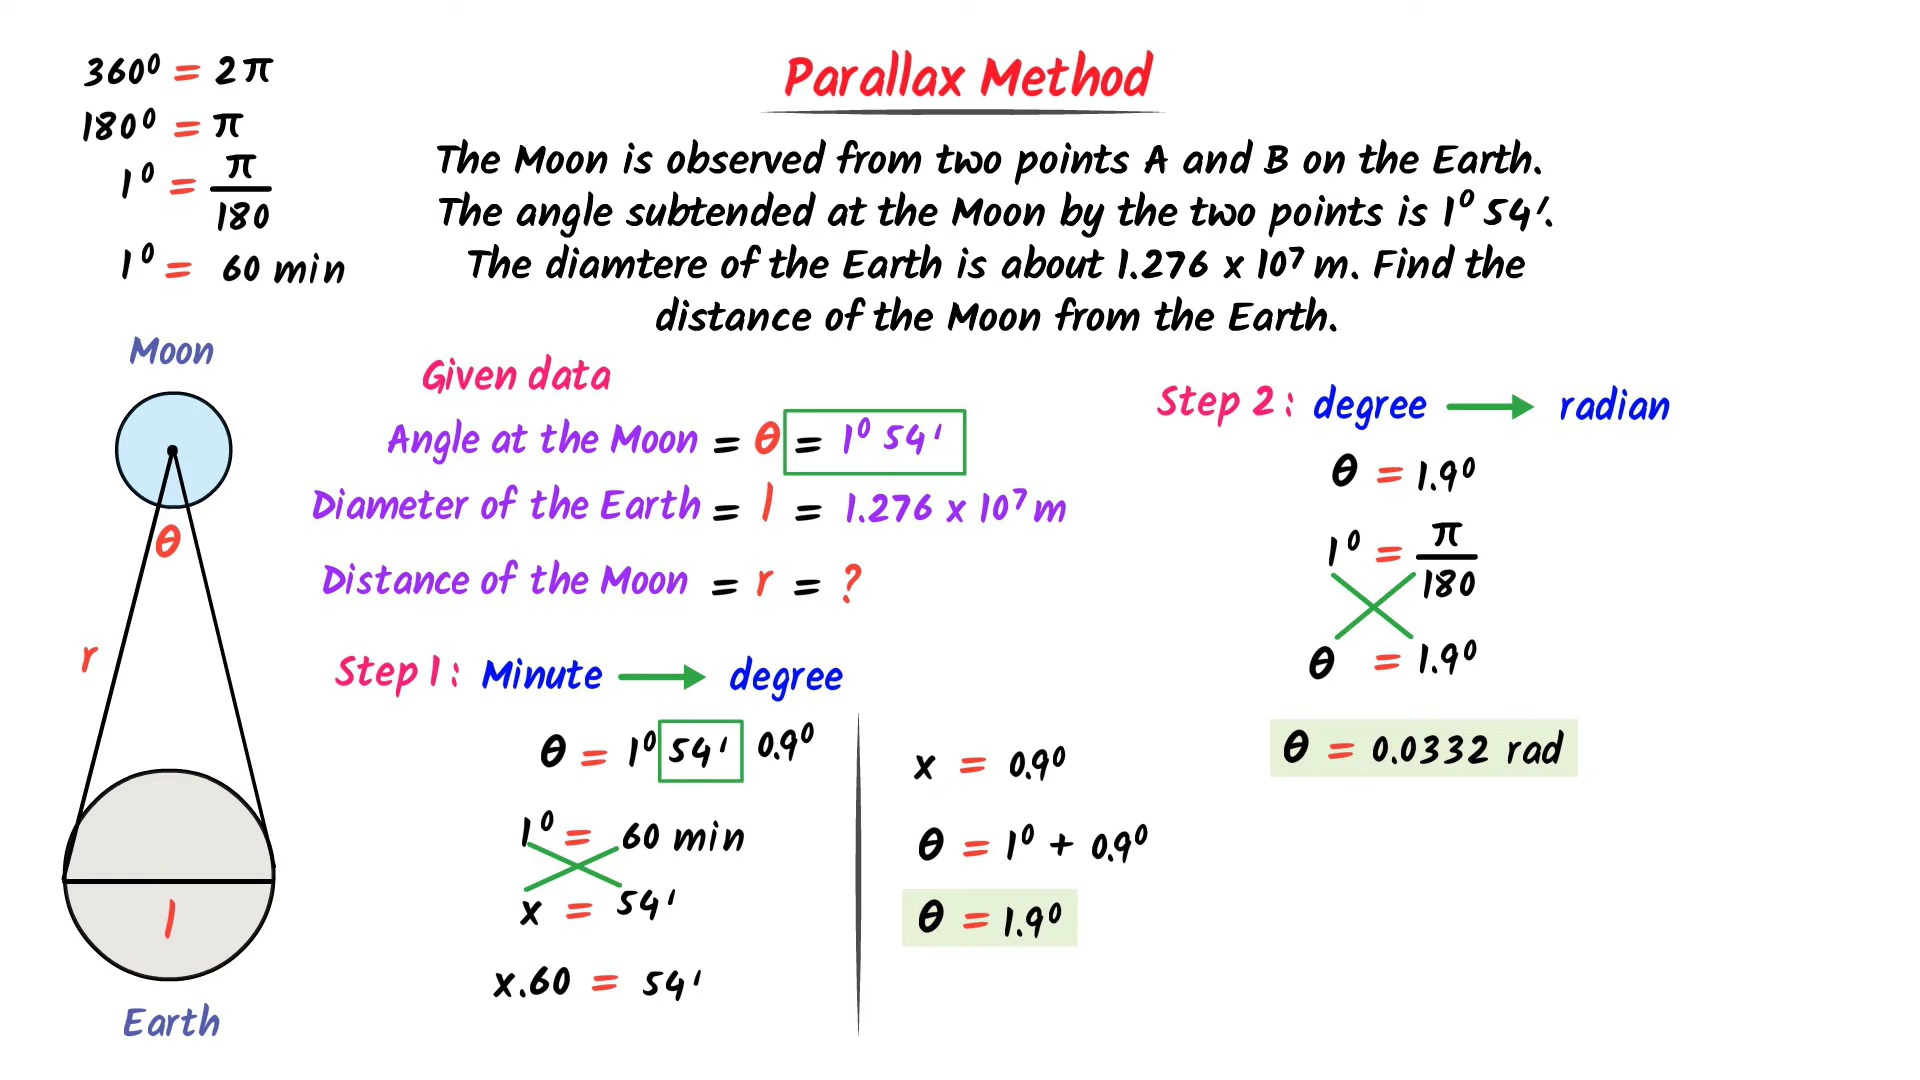 Parallax Method
360⁰ = 2π
180⁰ = π
1⁰ = π/180
1⁰ = 60 min
The Moon is observed from two points A and B on the Earth.
The angle subtended at the Moon by the two points is 1⁰ 54′.
The diamtere of the Earth is about 1.276 x 10⁷ m. Find the
distance of the Moon from the Earth.
Moon
θ
r
l
Earth
Given data
Angle at the Moon = θ = 1⁰ 54′
Diameter of the Earth = l = 1.276 x 10⁷ m
Distance of the Moon = r = ?
Step 1: Minute → degree
θ = 1⁰ 54′ 0.9⁰
1⁰ = 60 min
x = 54′
x.60 = 54′
x = 0.9⁰
θ = 1⁰ + 0.9⁰
θ = 1.9⁰
Step 2: degree → radian
θ = 1.9⁰
1⁰ = π/180
θ = 1.9⁰
θ = 0.0332 rad